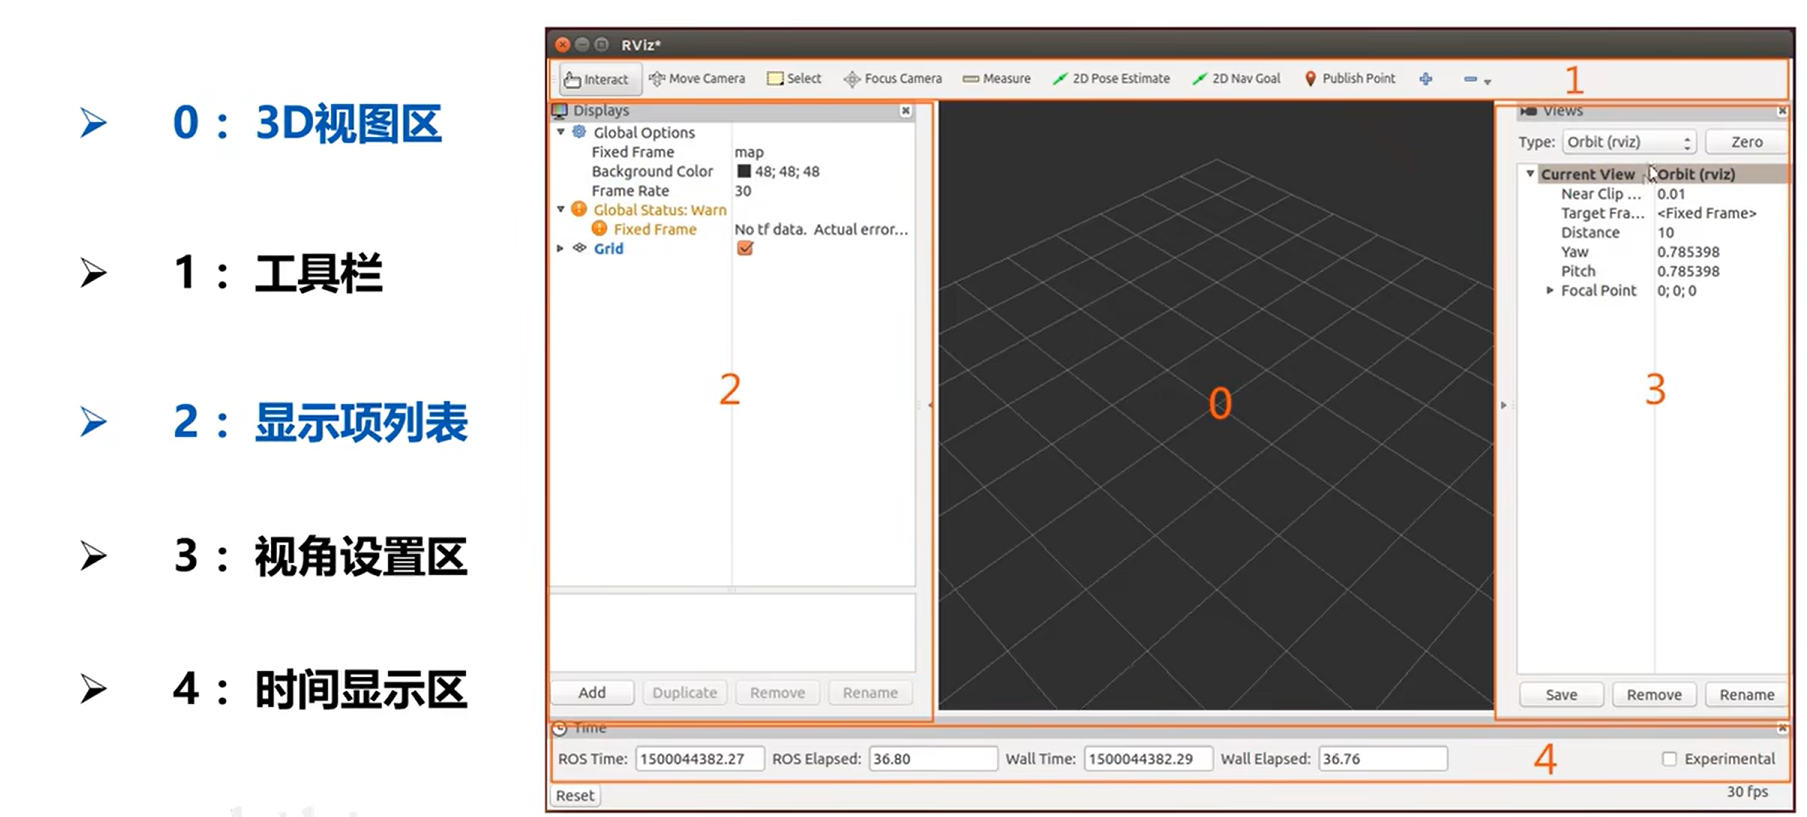 0：3D视图区
1：工具栏
2：显示项列表
3：视角设置区
4：时间显示区
RViz*
Interact Move Camera Select Focus Camera Measure 2D Pose Estimate 2D Nav Goal Publish Point 1
Displays
Global Options
Fixed Frame map
Background Color 48; 48; 48
Frame Rate 30
Global Status: Warn
Fixed Frame No tf data. Actual error...
Grid
2
Add Duplicate Remove Rename
0
Views
Type: Orbit (rviz) Zero
Current View Orbit (rviz)
Near Clip ... 0.01
Target Fra... <Fixed Frame>
Distance 10
Yaw 0.785398
Pitch 0.785398
Focal Point 0; 0; 0
3
Save Remove Rename
Time
ROS Time: 1500044382.27 ROS Elapsed: 36.80 Wall Time: 1500044382.29 Wall Elapsed: 36.76 4 Experimental
Reset 30 fps